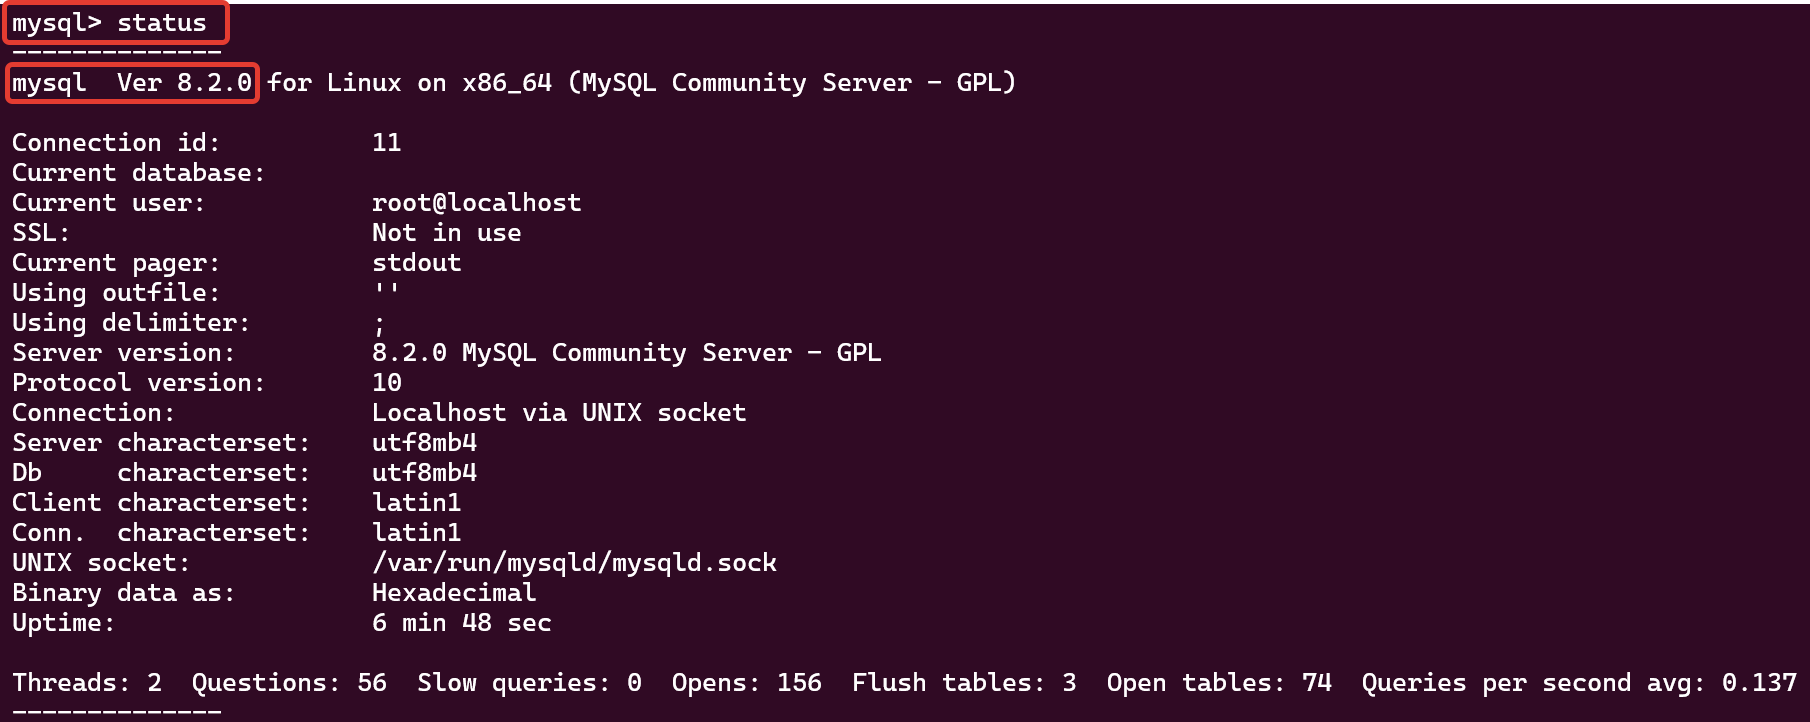 mysql> status
--------------
mysql  Ver 8.2.0 for Linux on x86_64 (MySQL Community Server - GPL)

Connection id:          11
Current database:
Current user:           root@localhost
SSL:                    Not in use
Current pager:          stdout
Using outfile:          ''
Using delimiter:        ;
Server version:         8.2.0 MySQL Community Server - GPL
Protocol version:       10
Connection:             Localhost via UNIX socket
Server characterset:    utf8mb4
Db     characterset:    utf8mb4
Client characterset:    latin1
Conn.  characterset:    latin1
UNIX socket:            /var/run/mysqld/mysqld.sock
Binary data as:         Hexadecimal
Uptime:                 6 min 48 sec

Threads: 2  Questions: 56  Slow queries: 0  Opens: 156  Flush tables: 3  Open tables: 74  Queries per second avg: 0.137
--------------